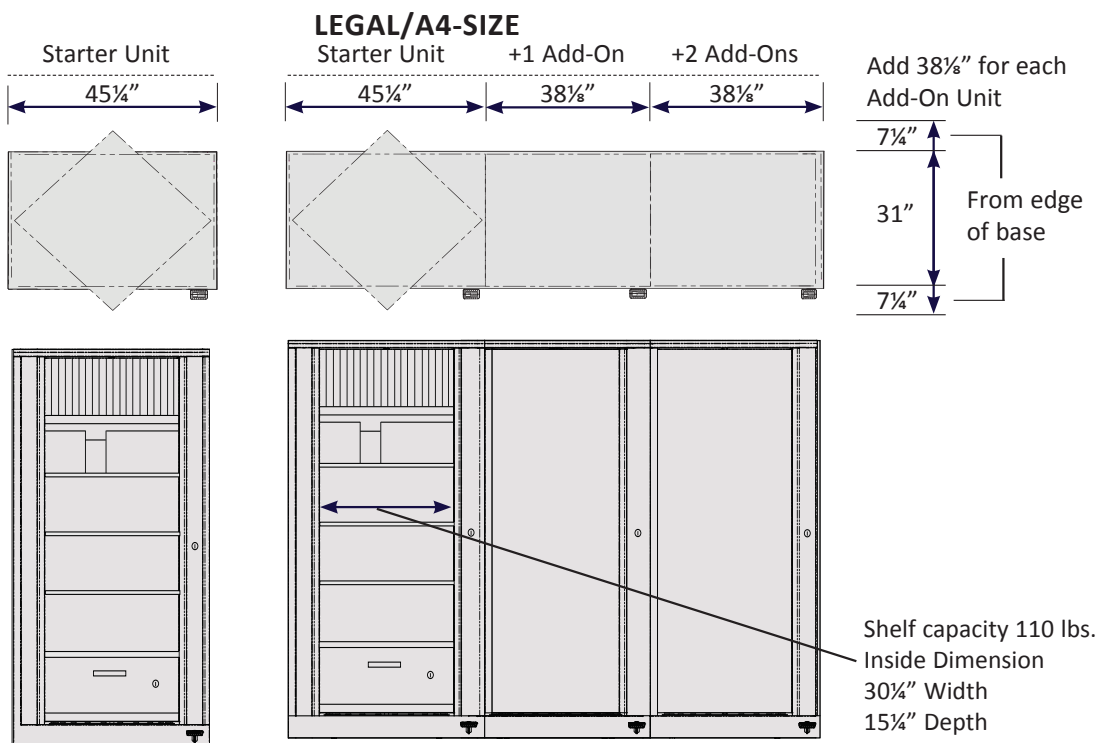 LEGAL/A4-SIZE
Starter Unit
Starter Unit
+1 Add-On
+2 Add-Ons
45¼”
45¼”
38⅛”
38⅛”
Add 38⅛” for each
Add-On Unit
7¼”
31”
From edge
of base
7¼”
Shelf capacity 110 lbs.
Inside Dimension
30¼” Width
15¼” Depth